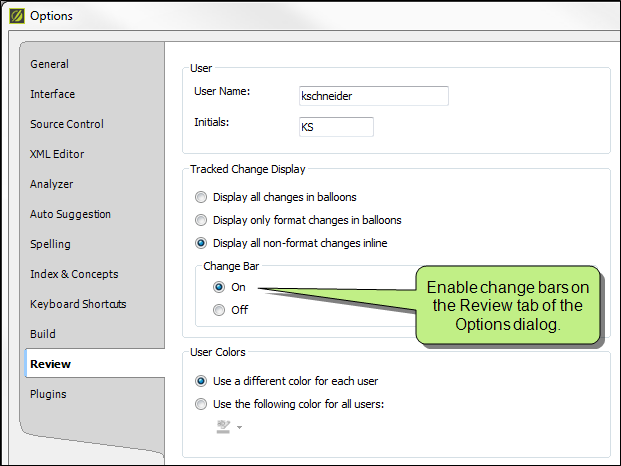 Options
General
Interface
Source Control
XML Editor
Analyzer
Auto Suggestion
Spelling
Index & Concepts
Keyboard Shortcuts
Build
Review
Plugins
User
User Name:
kschneider
Initials:
KS
Tracked Change Display
Display all changes in balloons
Display only format changes in balloons
Display all non-format changes inline
Change Bar
On
Off
Enable change bars on
the Review tab of the
Options dialog.
User Colors
Use a different color for each user
Use the following color for all users: